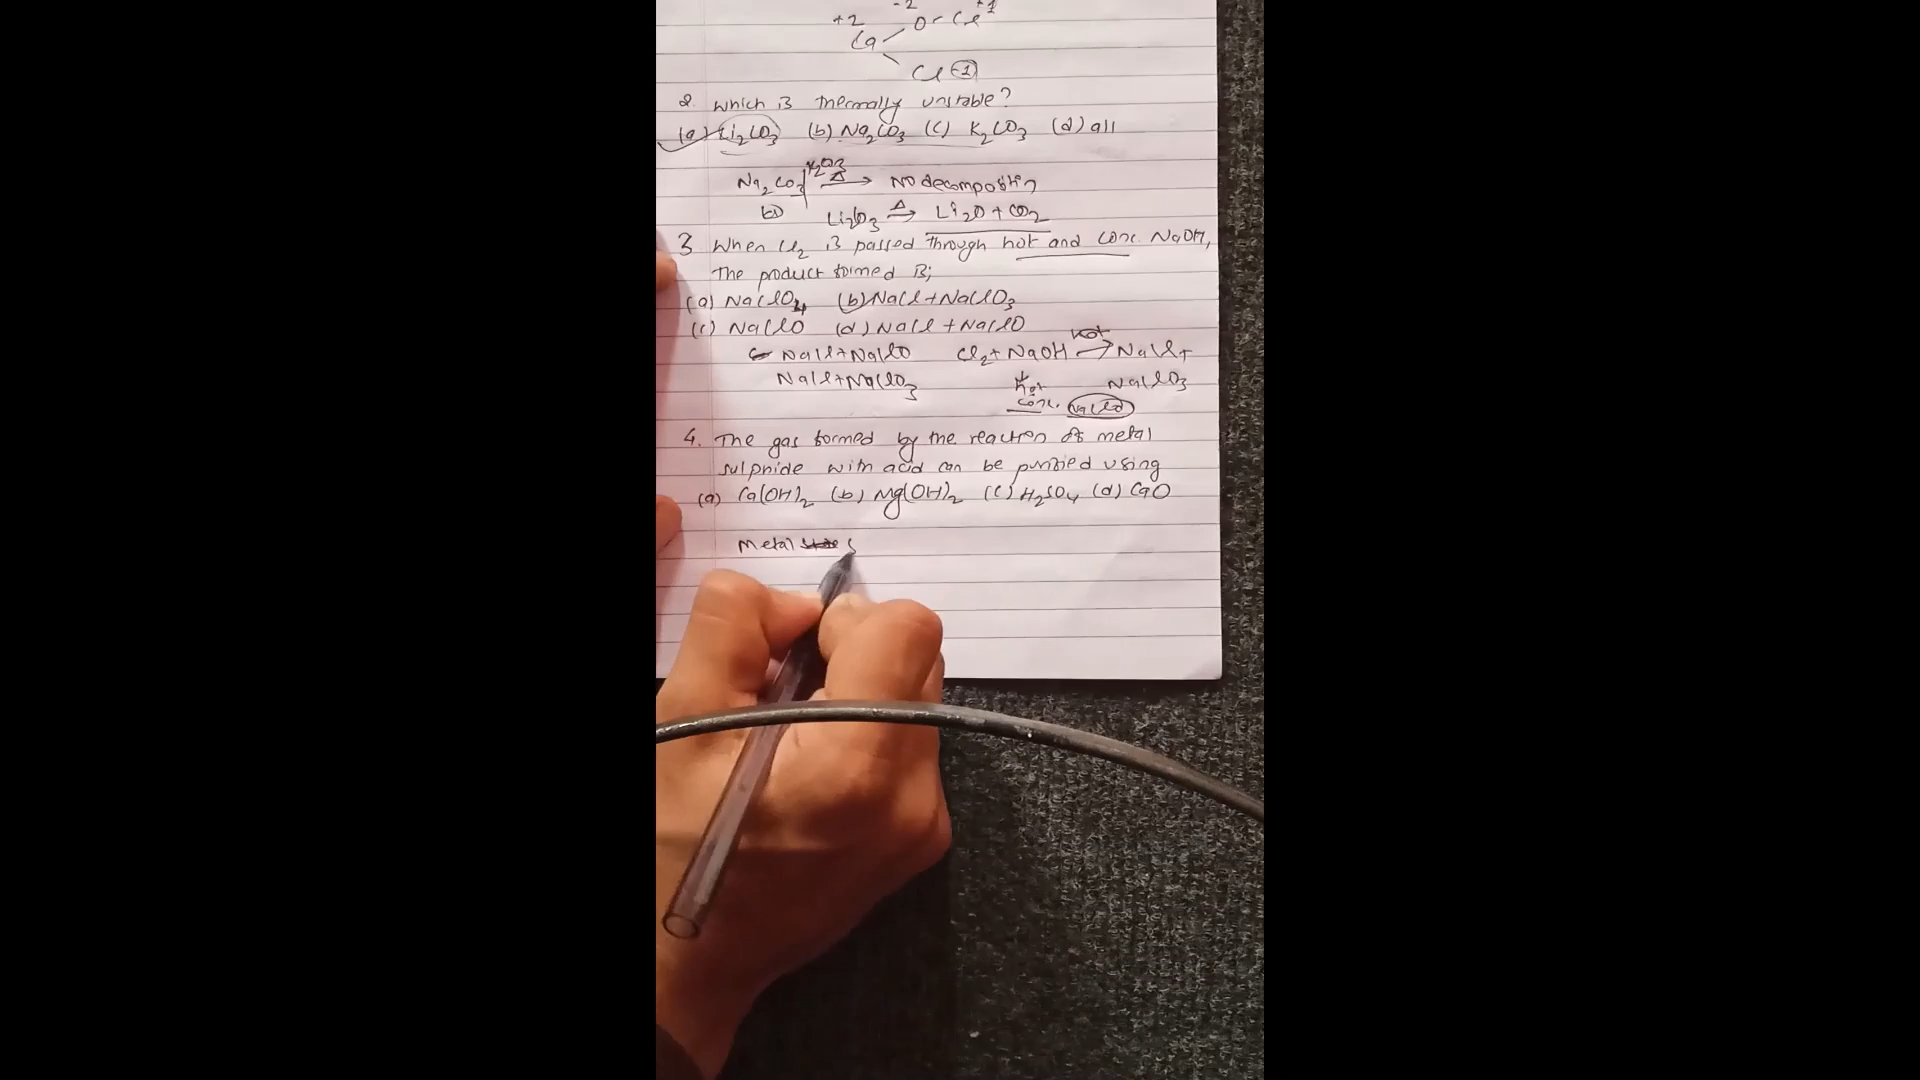 -2 +1
+2 O-Cl
Ca
Cl -1
2. Which is thermally unstable?
(a) Li2CO3 (b) Na2CO3 (c) K2CO3 (d) all
K2CO3
Na2CO3 Δ→ No decomposition
Li2CO3 Δ→ Li2O + CO2
3 When Cl2 is passed through hot and conc. NaOH,
the product formed is;
(a) NaClO4 (b) NaCl+NaClO3
(c) NaClO (d) NaCl + NaClO
NaCl+NaClO Cl2+NaOH hot→ NaCl+
NaCl+NaClO3 Hot NaClO3
conc. NaClO
4. The gas formed by the reaction of metal
sulphide with acid can be purified using
(a) Ca(OH)2 (b) Mg(OH)2 (c) H2SO4 (d) CaO
Metal S